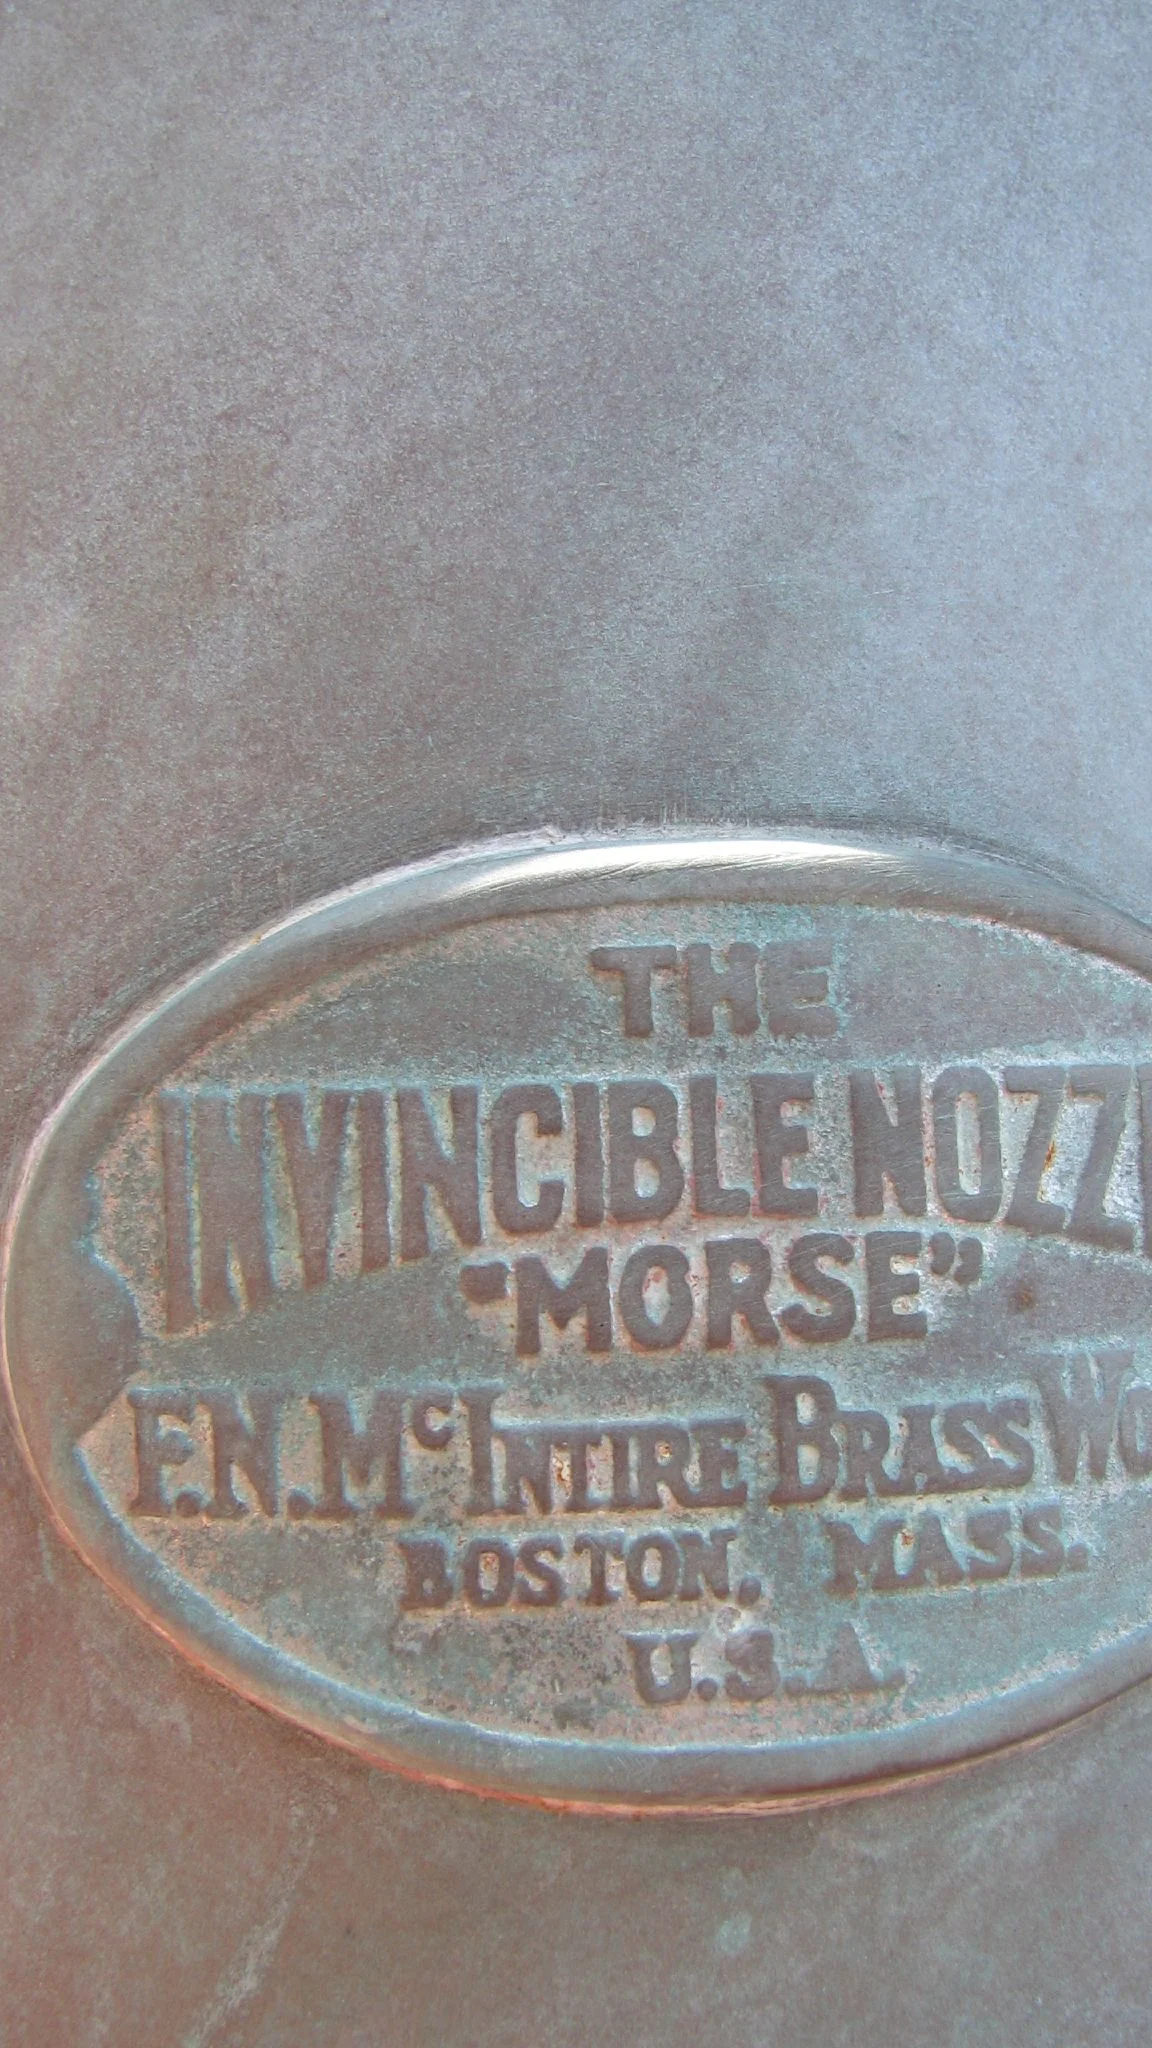 THE
INVINCIBLE NOZZ
"MORSE"
F.N. McINTIRE BRASS WO
BOSTON, MASS.
U.S.A.